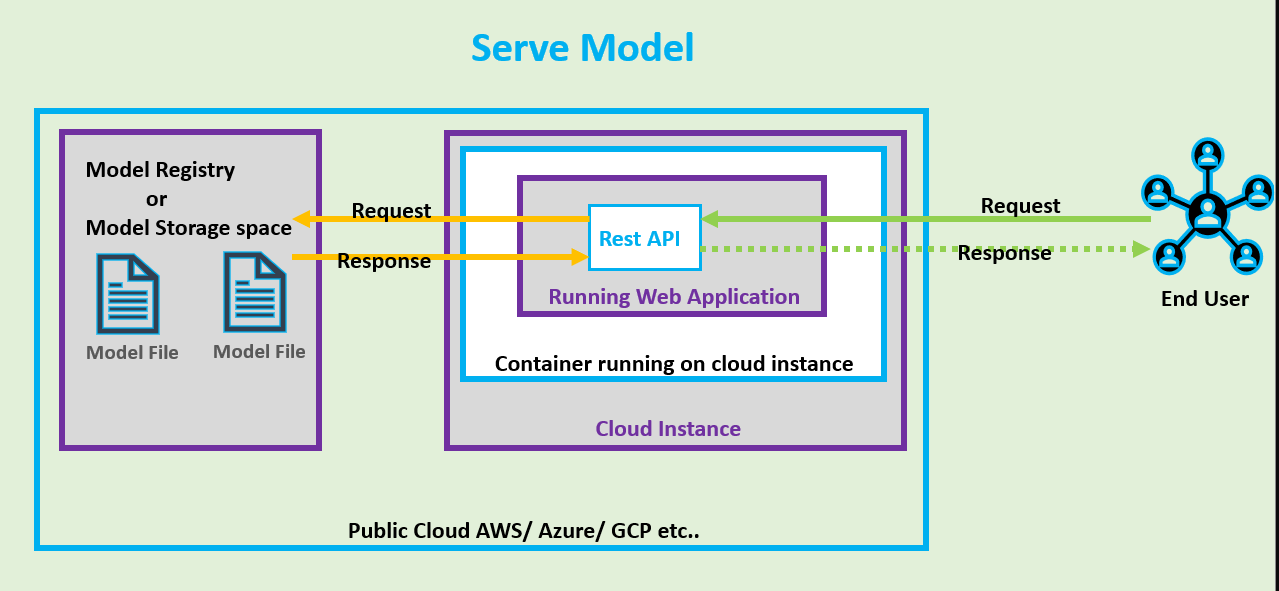 Serve Model
Model Registry
or
Model Storage space
Model File
Model File
Request
Response
Rest API
Running Web Application
Container running on cloud instance
Cloud Instance
Request
Response
End User
Public Cloud AWS/ Azure/ GCP etc..